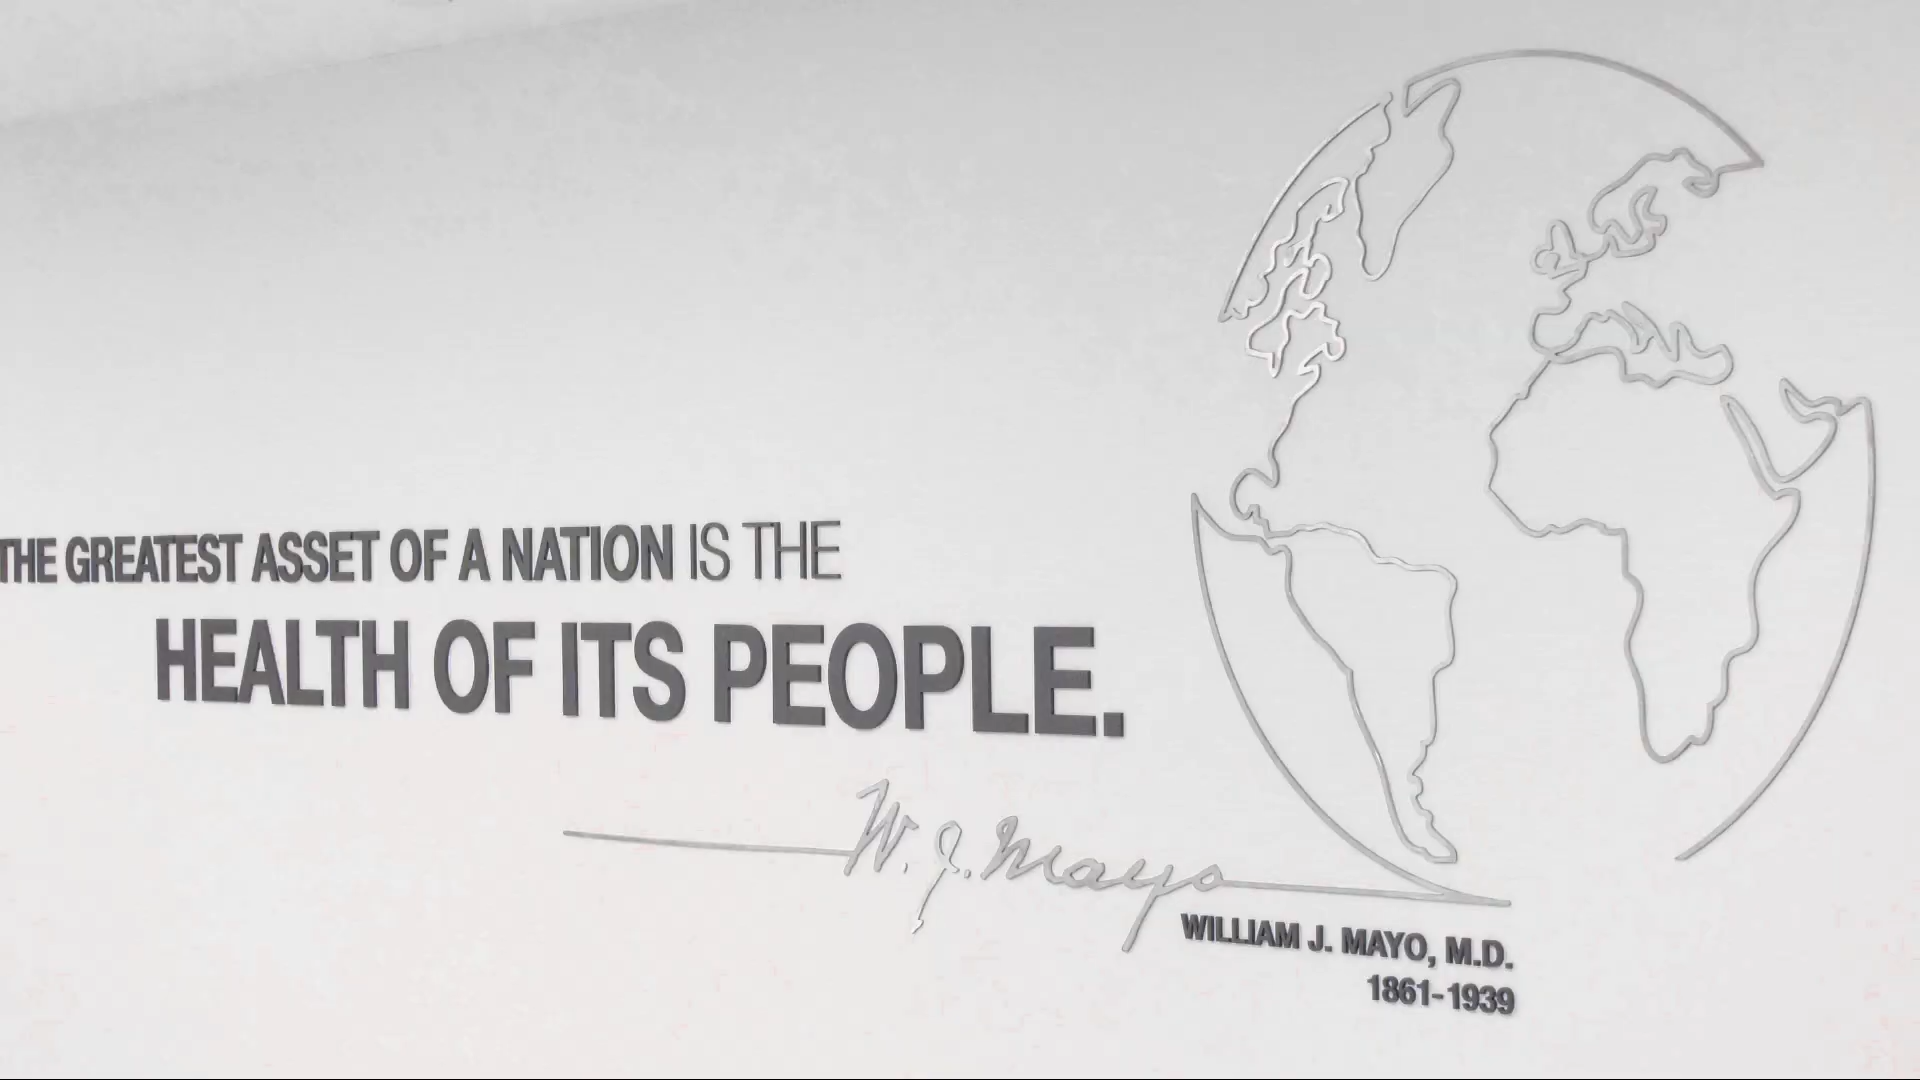 THE GREATEST ASSET OF A NATION IS THE
HEALTH OF ITS PEOPLE.
W. J. Mayo
WILLIAM J. MAYO, M.D.
1861-1939